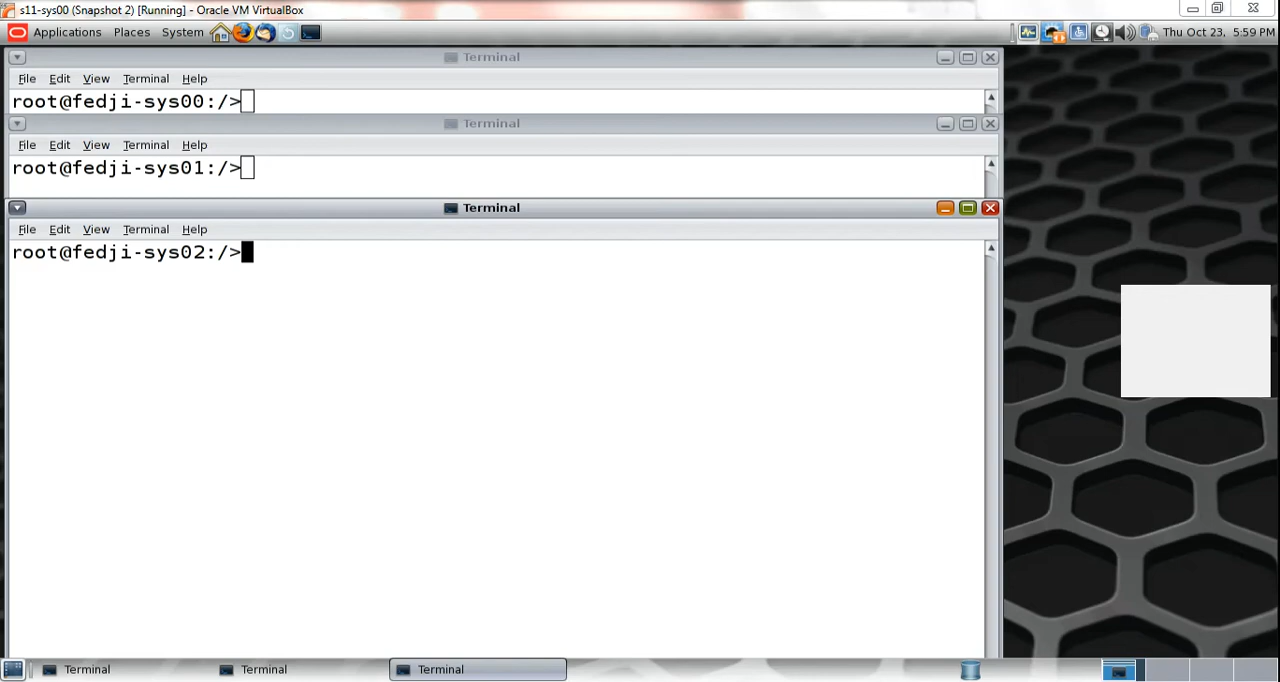 s11-sys00 (Snapshot 2) [Running] - Oracle VM VirtualBox
Applications Places System Thu Oct 23, 5:59 PM
Terminal
File Edit View Terminal Help
root@fedji-sys00:/>
Terminal
File Edit View Terminal Help
root@fedji-sys01:/>
Terminal
File Edit View Terminal Help
root@fedji-sys02:/>
Terminal Terminal Terminal